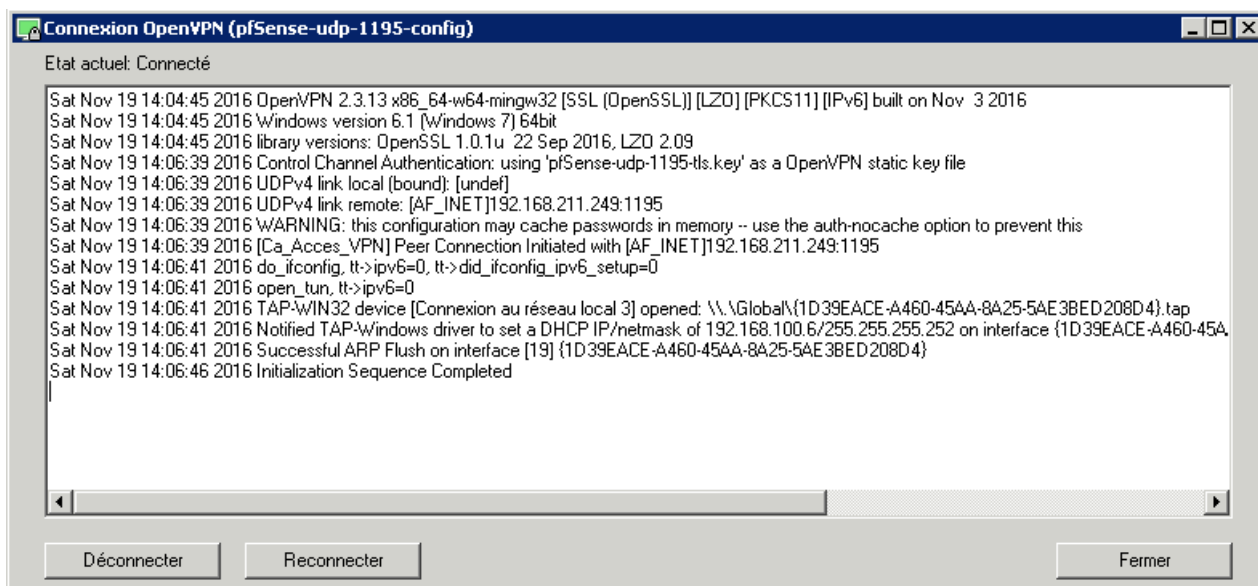 Connexion OpenVPN (pfSense-udp-1195-config)
Etat actuel: Connecté
Sat Nov 19 14:04:45 2016 OpenVPN 2.3.13 x86_64-w64-mingw32 [SSL (OpenSSL)] [LZO] [PKCS11] [IPv6] built on Nov  3 2016
Sat Nov 19 14:04:45 2016 Windows version 6.1 (Windows 7) 64bit
Sat Nov 19 14:04:45 2016 library versions: OpenSSL 1.0.1u  22 Sep 2016, LZO 2.09
Sat Nov 19 14:06:39 2016 Control Channel Authentication: using 'pfSense-udp-1195-tls.key' as a OpenVPN static key file
Sat Nov 19 14:06:39 2016 UDPv4 link local (bound): [undef]
Sat Nov 19 14:06:39 2016 UDPv4 link remote: [AF_INET]192.168.211.249:1195
Sat Nov 19 14:06:39 2016 WARNING: this configuration may cache passwords in memory -- use the auth-nocache option to prevent this
Sat Nov 19 14:06:39 2016 [Ca_Acces_VPN] Peer Connection Initiated with [AF_INET]192.168.211.249:1195
Sat Nov 19 14:06:41 2016 do_ifconfig, tt->ipv6=0, tt->did_ifconfig_ipv6_setup=0
Sat Nov 19 14:06:41 2016 open_tun, tt->ipv6=0
Sat Nov 19 14:06:41 2016 TAP-WIN32 device [Connexion au réseau local 3] opened: \\.\Global\{1D39EACE-A460-45AA-8A25-5AE3BED208D4}.tap
Sat Nov 19 14:06:41 2016 Notified TAP-Windows driver to set a DHCP IP/netmask of 192.168.100.6/255.255.255.252 on interface {1D39EACE-A460-45A
Sat Nov 19 14:06:41 2016 Successful ARP Flush on interface [19] {1D39EACE-A460-45AA-8A25-5AE3BED208D4}
Sat Nov 19 14:06:46 2016 Initialization Sequence Completed
Déconnecter Reconnecter Fermer